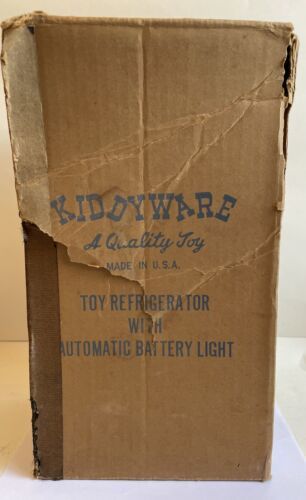 KIDDYWARE
A Quality Toy
MADE IN U.S.A.
TOY REFRIGERATOR
WITH
AUTOMATIC BATTERY LIGHT